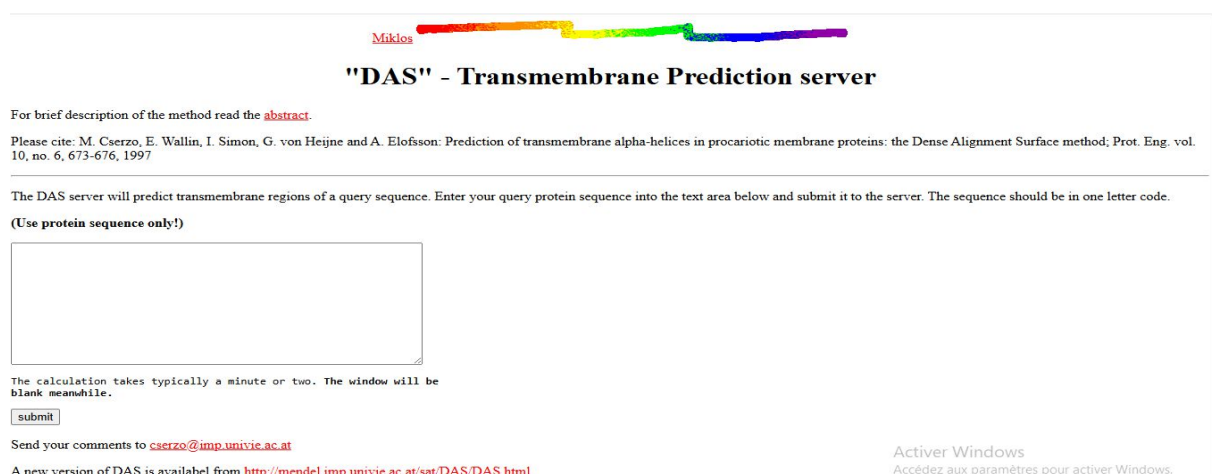 Miklos
"DAS" - Transmembrane Prediction server
For brief description of the method read the abstract.
Please cite: M. Cserzo, E. Wallin, I. Simon, G. von Heijne and A. Elofsson: Prediction of transmembrane alpha-helices in procariotic membrane proteins: the Dense Alignment Surface method; Prot. Eng. vol.
10, no. 6, 673-676, 1997
The DAS server will predict transmembrane regions of a query sequence. Enter your query protein sequence into the text area below and submit it to the server. The sequence should be in one letter code.
(Use protein sequence only!)
The calculation takes typically a minute or two. The window will be
blank meanwhile.
submit
Send your comments to cserzo@imp.univie.ac.at
Activer Windows
A new version of DAS is availabel from http://mendel.imp.univie.ac.at/sat/DAS/DAS.html
Accédez aux paramètres pour activer Windows.